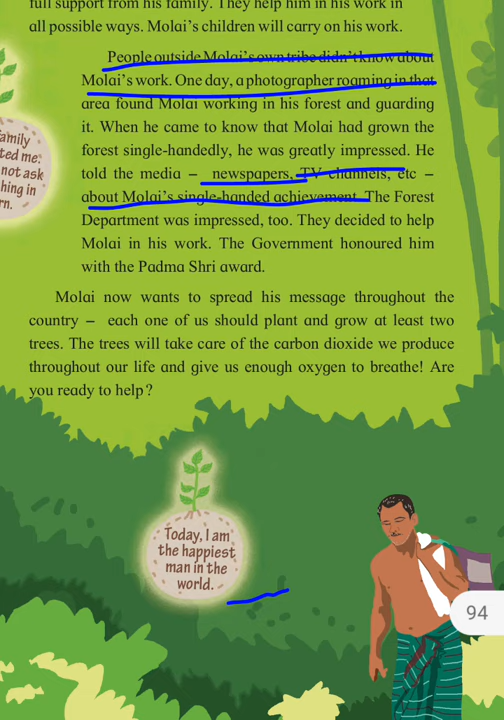 full support from his family. They help him in his work in
all possible ways. Molai's children will carry on his work.
People outside Molai's own tribe didn't know about
Molai's work. One day, a photographer roaming in that
area found Molai working in his forest and guarding
it. When he came to know that Molai had grown the
forest single-handedly, he was greatly impressed. He
told the media – newspapers, TV channels, etc –
about Molai's single-handed achievement. The Forest
Department was impressed, too. They decided to help
Molai in his work. The Government honoured him
with the Padma Shri award.
family
ted me.
not ask
hing in
rn.
Molai now wants to spread his message throughout the
country – each one of us should plant and grow at least two
trees. The trees will take care of the carbon dioxide we produce
throughout our life and give us enough oxygen to breathe! Are
you ready to help?
Today, I am
the happiest
man in the
world.
94